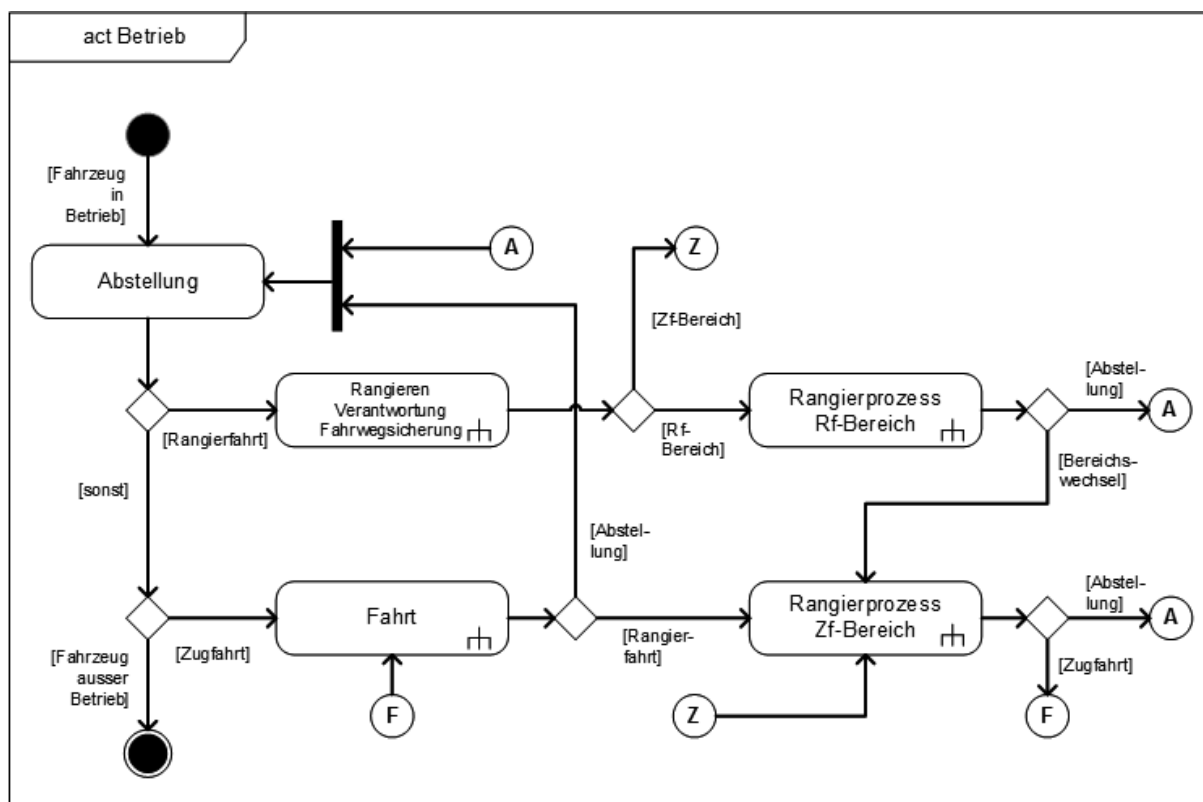 act Betrieb
[Fahrzeug
in
Betrieb]
Abstellung
A
Z
[Zf-Bereich]
Rangieren
Verantwortung
Fahrwegsicherung
[Rangierfahrt]
[Rf-
Bereich]
Rangierprozess
Rf-Bereich
[Abstel-
lung]
A
[Bereichs-
wechsel]
[sonst]
[Abstel-
lung]
Fahrt
[Zugfahrt]
[Rangier-
fahrt]
Rangierprozess
Zf-Bereich
[Abstel-
lung]
A
[Zugfahrt]
[Fahrzeug
ausser
Betrieb]
F
Z
F